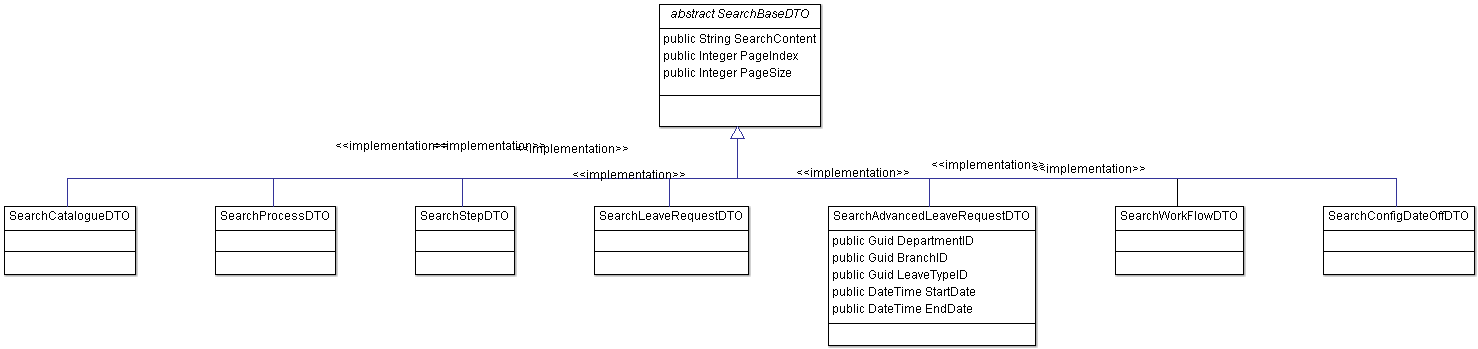 abstract SearchBaseDTO
public String SearchContent
public Integer PageIndex
public Integer PageSize
<<implementation>>
<<implementation>>
<<implementation>>
<<implementation>>
<<implementation>>
<<implementation>>
<<implementation>>
SearchCatalogueDTO
SearchProcessDTO
SearchStepDTO
SearchLeaveRequestDTO
SearchAdvancedLeaveRequestDTO
public Guid DepartmentID
public Guid BranchID
public Guid LeaveTypeID
public DateTime StartDate
public DateTime EndDate
SearchWorkFlowDTO
SearchConfigDateOffDTO